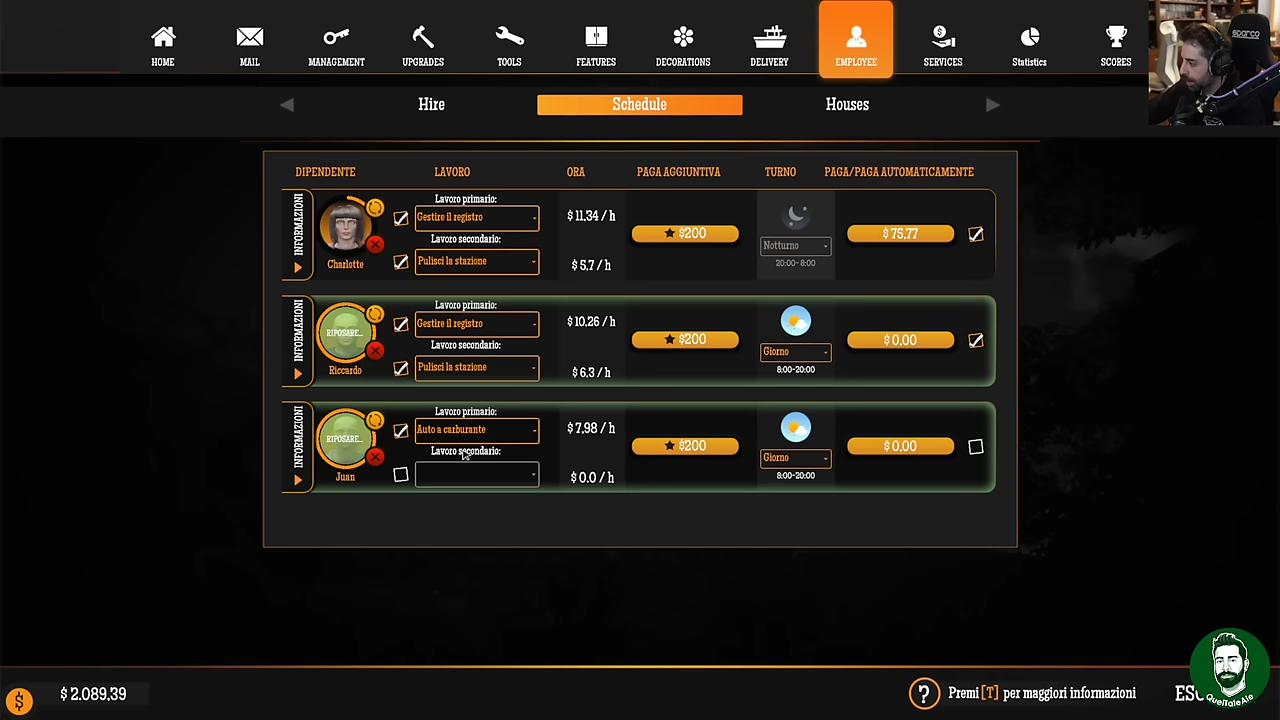 HOME
MAIL
MANAGEMENT
UPGRADES
TOOLS
FEATURES
DECORATIONS
DELIVERY
EMPLOYEE
SERVICES
Statistics
SCORES
sparco
Hire
Schedule
Houses
DIPENDENTE
LAVORO
ORA
PAGA AGGIUNTIVA
TURNO
PAGA/PAGA AUTOMATICAMENTE
INFORMAZIONI
Charlotte
Lavoro primario:
Gestire il registro
Lavoro secondario:
Pulisci la stazione
$ 11,34 / h
$ 5,7 / h
$200
Notturno
20:00-8:00
$ 75,77
INFORMAZIONI
RIPOSARE...
Riccardo
Lavoro primario:
Gestire il registro
Lavoro secondario:
Pulisci la stazione
$ 10,26 / h
$ 6,3 / h
$200
Giorno
8:00-20:00
$ 0,00
INFORMAZIONI
RIPOSARE...
Juan
Lavoro primario:
Auto a carburante
Lavoro secondario:
$ 7,98 / h
$ 0,0 / h
$200
Giorno
8:00-20:00
$ 0,00
$ 2.089,39
? Premi [T] per maggiori informazioni
ESC
QuelTaleAle